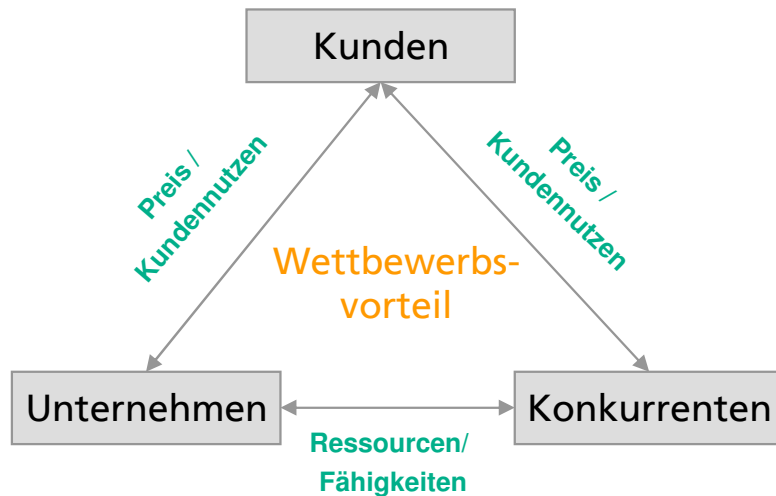 Kunden
Preis /
Kundennutzen
Preis /
Kundennutzen
Wettbewerbs-
vorteil
Unternehmen
Konkurrenten
Ressourcen/
Fähigkeiten